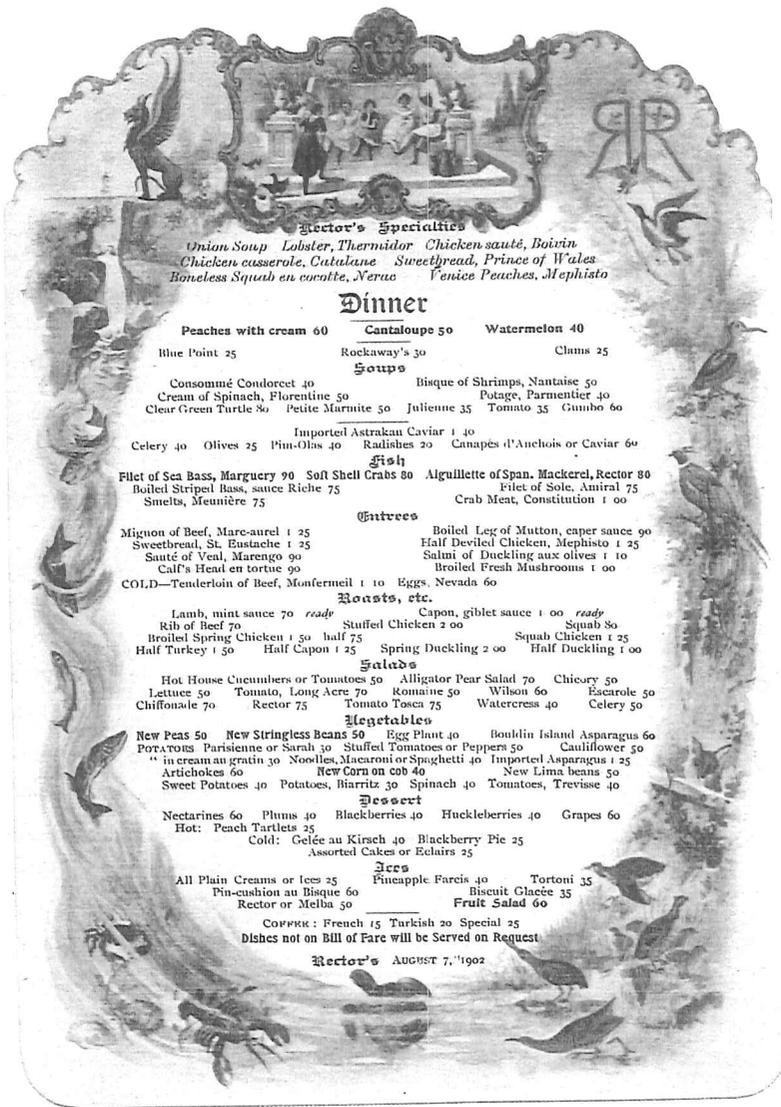 RR
Rector's Specialties
Onion Soup Lobster, Thermidor Chicken sauté, Boivin
Chicken casserole, Catalane Sweetbread, Prince of Wales
Boneless Squab en cocotte, Nerac Venice Peaches, Mephisto
Dinner
Peaches with cream 60 Cantaloupe 50 Watermelon 40
Blue Point 25 Rockaway's 30 Clams 25
Soups
Consommé Condorcet 40 Bisque of Shrimps, Nantaise 50
Cream of Spinach, Florentine 50 Potage, Parmentier 40
Clear Green Turtle 80 Petite Marmite 50 Julienne 35 Tomato 35 Gumbo 60
Imported Astrakan Caviar 1 40
Celery 40 Olives 25 Pim-Olas 40 Radishes 20 Canapés d'Anchois or Caviar 60
Fish
Filet of Sea Bass, Marguery 90 Soft Shell Crabs 80 Aiguillette of Span. Mackerel, Rector 80
Boiled Striped Bass, sauce Riche 75 Filet of Sole, Amiral 75
Smelts, Meunière 75 Crab Meat, Constitution 1 00
Entrees
Mignon of Beef, Marc-aurel 1 25 Boiled Leg of Mutton, caper sauce 90
Sweetbread, St. Eustache 1 25 Half Deviled Chicken, Mephisto 1 25
Sauté of Veal, Marengo 90 Salmi of Duckling aux olives 1 10
Calf's Head en tortue 90 Broiled Fresh Mushrooms 1 00
COLD—Tenderloin of Beef, Monfermeil 1 10 Eggs, Nevada 60
Roasts, etc.
Lamb, mint sauce 70 ready Capon, giblet sauce 1 00 ready
Rib of Beef 70 Stuffed Chicken 2 00 Squab 80
Broiled Spring Chicken 1 50 half 75 Squab Chicken 1 25
Half Turkey 1 50 Half Capon 1 25 Spring Duckling 2 00 Half Duckling 1 00
Salads
Hot House Cucumbers or Tomatoes 50 Alligator Pear Salad 70 Chicory 50
Lettuce 50 Tomato, Long Acre 70 Romaine 50 Wilson 60 Escarole 50
Chiffonade 70 Rector 75 Tomato Tosca 75 Watercress 40 Celery 50
Vegetables
New Peas 50 New Stringless Beans 50 Egg Plant 40 Bouldin Island Asparagus 60
POTATOES Parisienne or Sarah 30 Stuffed Tomatoes or Peppers 50 Cauliflower 50
" in cream au gratin 30 Noodles, Macaroni or Spaghetti 40 Imported Asparagus 1 25
Artichokes 60 New Corn on cob 40 New Lima beans 50
Sweet Potatoes 40 Potatoes, Biarritz 30 Spinach 40 Tomatoes, Trevisse 40
Dessert
Nectarines 60 Plums 40 Blackberries 40 Huckleberries 40 Grapes 60
Hot: Peach Tartlets 25
Cold: Gelée au Kirsch 40 Blackberry Pie 25
Assorted Cakes or Eclairs 25
Ices
All Plain Creams or Ices 25 Pineapple Farcis 40 Tortoni 35
Pin-cushion au Bisque 60 Biscuit Glacée 35
Rector or Melba 50 Fruit Salad 60
COFFEE: French 15 Turkish 20 Special 25
Dishes not on Bill of Fare will be Served on Request
Rector's AUGUST 7, 1902